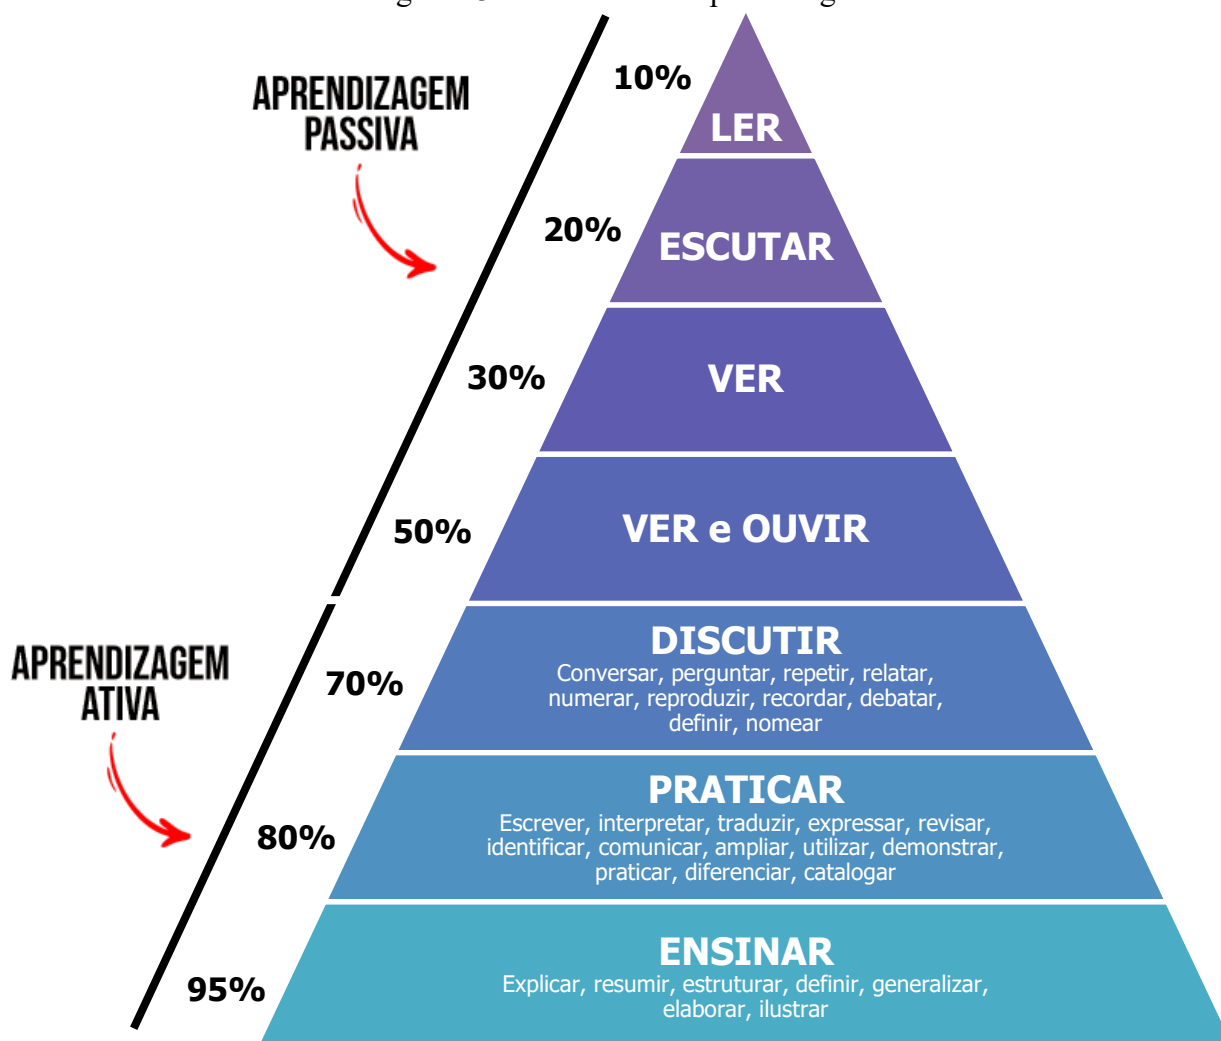 10%
LER
APRENDIZAGEM
PASSIVA
20%
ESCUTAR
30%
VER
50%
VER e OUVIR
APRENDIZAGEM
ATIVA
70%
DISCUTIR
Conversar, perguntar, repetir, relatar,
numerar, reproduzir, recordar, debatar,
definir, nomear
80%
PRATICAR
Escrever, interpretar, traduzir, expressar, revisar,
identificar, comunicar, ampliar, utilizar, demonstrar,
praticar, diferenciar, catalogar
95%
ENSINAR
Explicar, resumir, estruturar, definir, generalizar,
elaborar, ilustrar